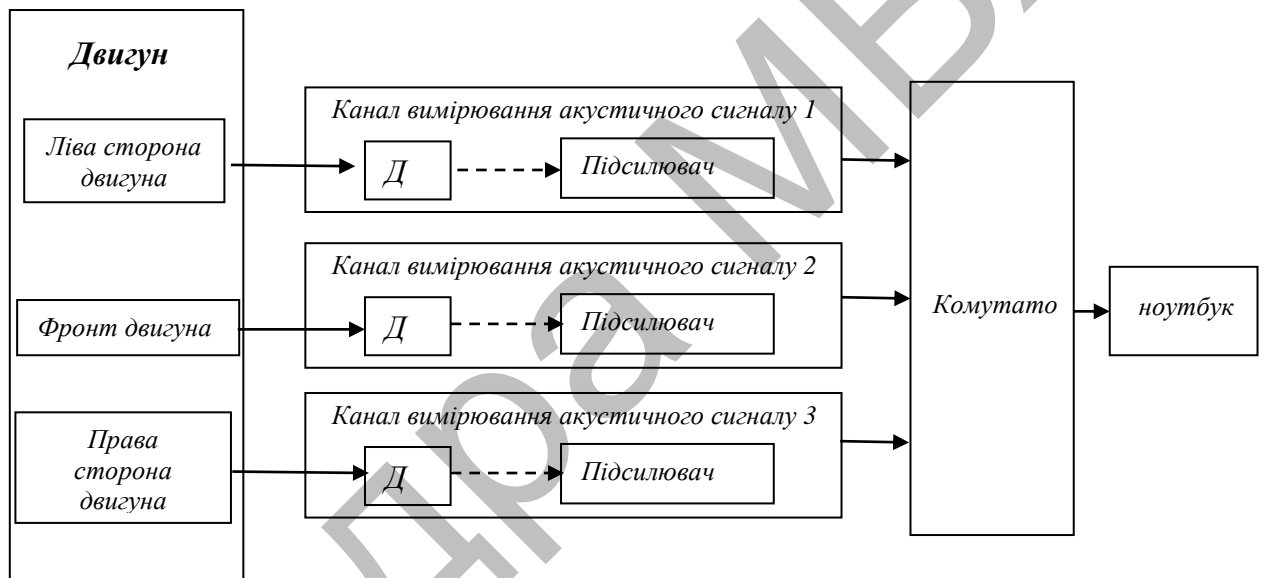 Двигун
Ліва сторона
двигуна
Фронт двигуна
Права
сторона
двигуна
Канал вимірювання акустичного сигналу 1
Д
Підсилювач
Канал вимірювання акустичного сигналу 2
Д
Підсилювач
Канал вимірювання акустичного сигналу 3
Д
Підсилювач
Комутато
ноутбук